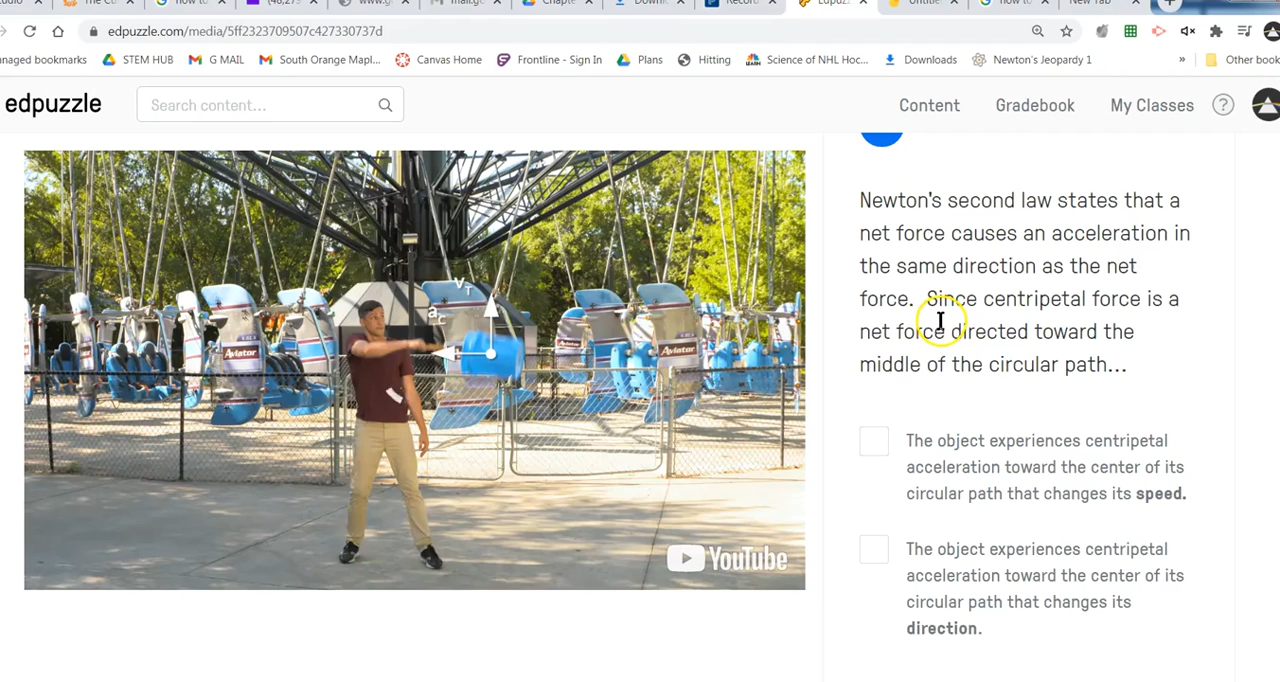 edpuzzle.com/media/5ff2323709507c427330737d
naged bookmarks STEM HUB G MAIL South Orange Mapl... Canvas Home Frontline - Sign In Plans Hitting Science of NHL Hoc... Downloads Newton's Jeopardy 1 » Other book
edpuzzle Search content... Content Gradebook My Classes ?
Newton's second law states that a
net force causes an acceleration in
the same direction as the net
force. Since centripetal force is a
net force directed toward the
middle of the circular path...
The object experiences centripetal
acceleration toward the center of its
circular path that changes its speed.
The object experiences centripetal
acceleration toward the center of its
circular path that changes its
direction.
VT
ac
Aviator
Aviator
Aviator
YouTube